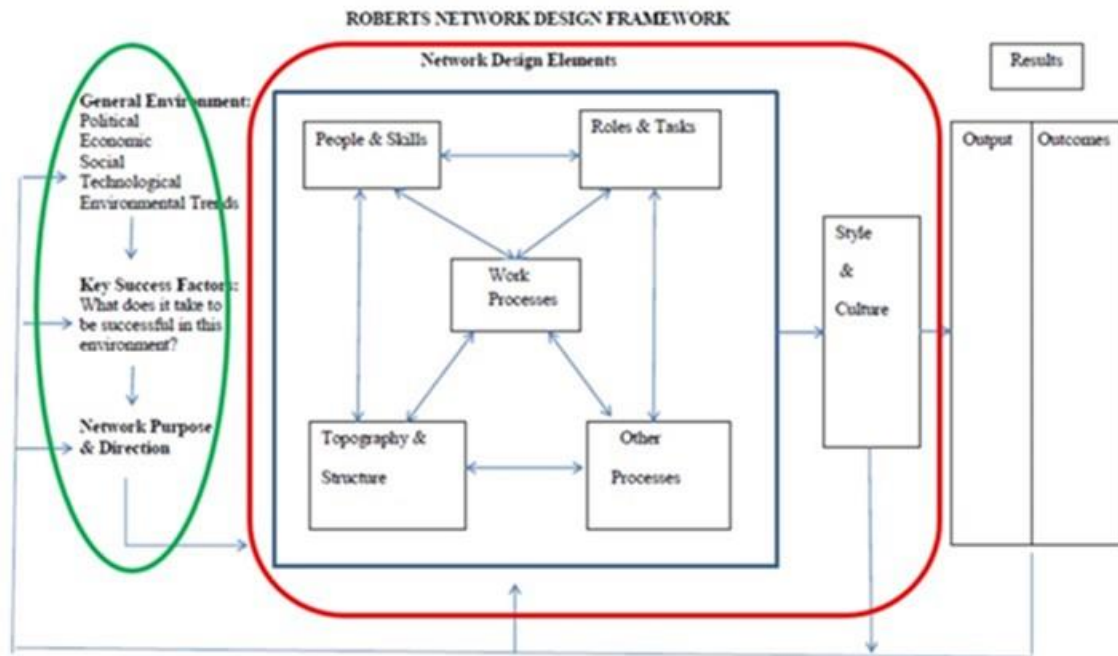 ROBERTS NETWORK DESIGN FRAMEWORK
Network Design Elements
Results
General Environment:
Political
Economic
Social
Technological
Environmental Trends
Key Success Factors:
What does it take to
be successful in this
environment?
Network Purpose
& Direction
People & Skills
Roles & Tasks
Work
Processes
Topography &
Structure
Other
Processes
Style
&
Culture
Output
Outcomes